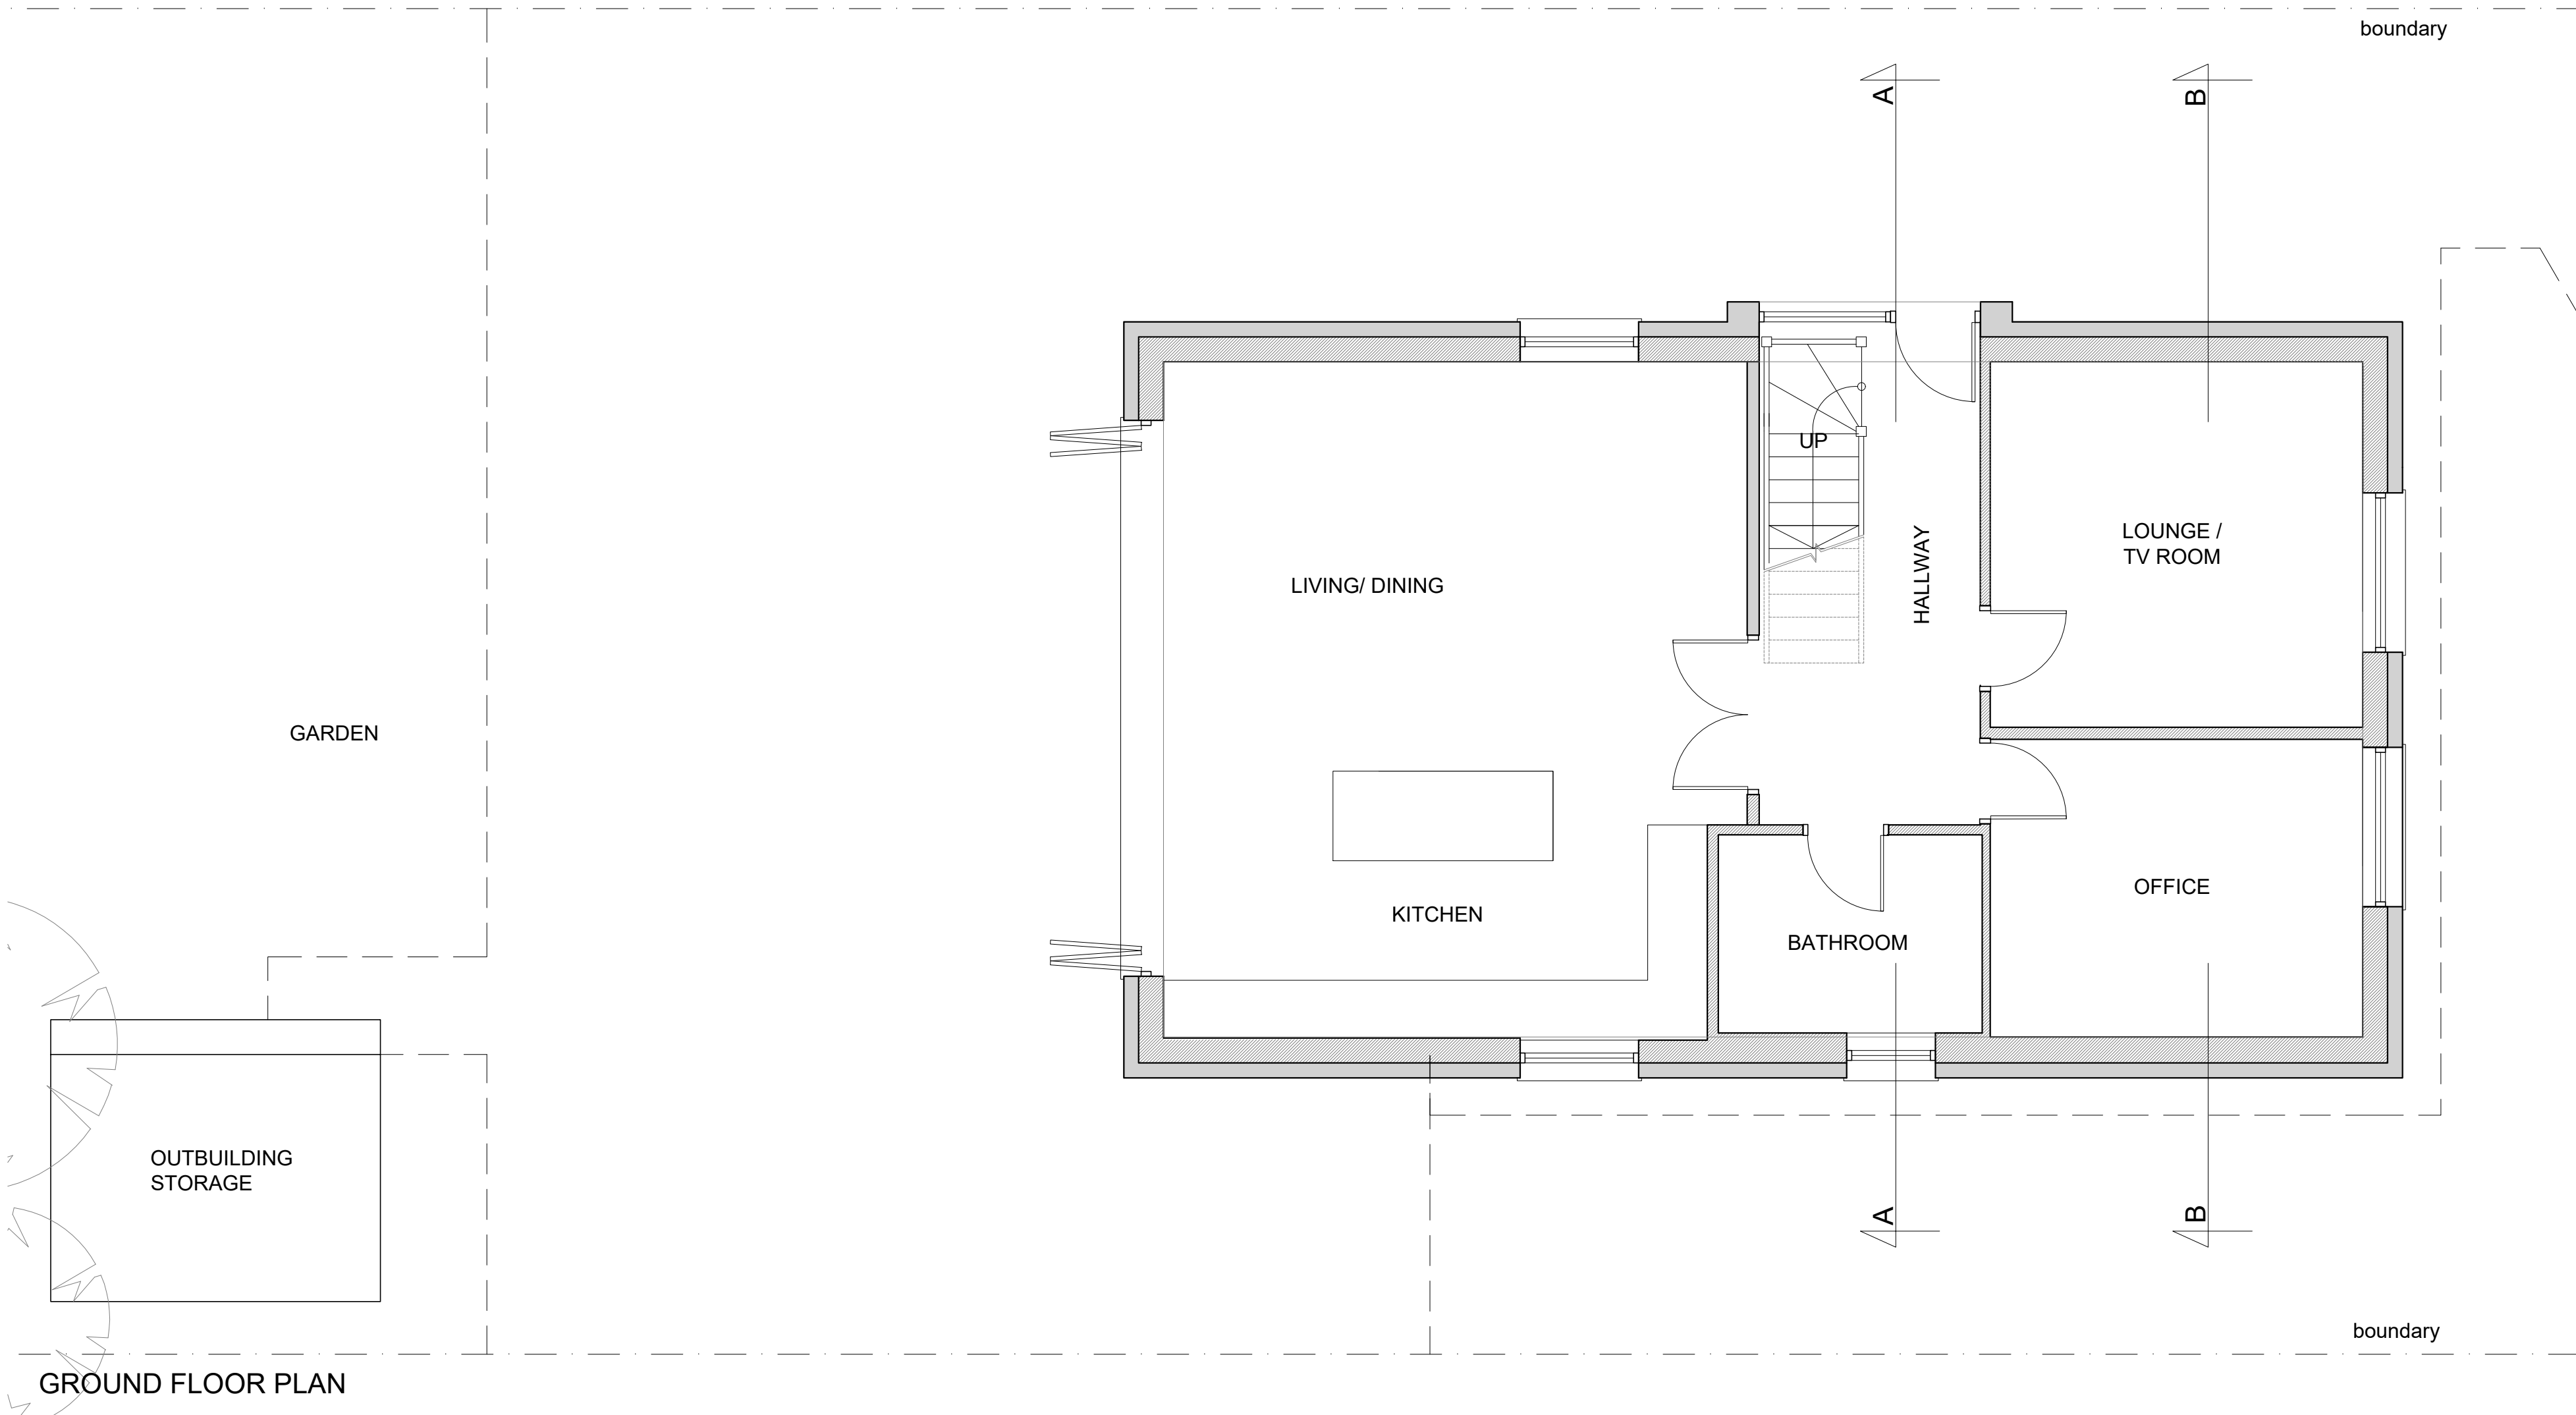 boundary
A
B
UP
HALLWAY
LOUNGE /
TV ROOM
LIVING/ DINING
GARDEN
KITCHEN
OFFICE
BATHROOM
OUTBUILDING
STORAGE
A
B
boundary
GROUND FLOOR PLAN